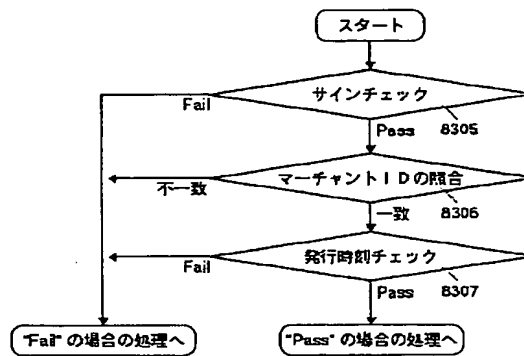 スタート
サインチェック
Fail
Pass
8305
マーチャントIDの照合
不一致
一致
8306
発行時刻チェック
Fail
Pass
8307
"Fail" の場合の処理へ
"Pass" の場合の処理へ